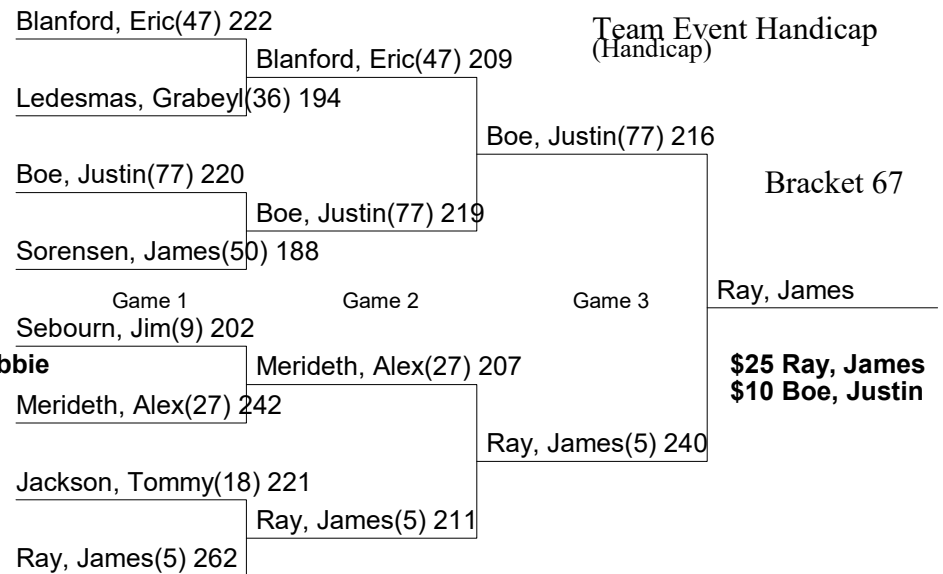 Blanford, Eric(47) 222
Team Event Handicap
(Handicap)
Blanford, Eric(47) 209
Ledesmas, Grabeyl(36) 194
Boe, Justin(77) 216
Boe, Justin(77) 220
Bracket 67
Boe, Justin(77) 219
Sorensen, James(50) 188
Game 1
Game 2
Game 3
Ray, James
Sebourn, Jim(9) 202
bbie
Merideth, Alex(27) 207
$25 Ray, James
$10 Boe, Justin
Merideth, Alex(27) 242
Ray, James(5) 240
Jackson, Tommy(18) 221
Ray, James(5) 211
Ray, James(5) 262